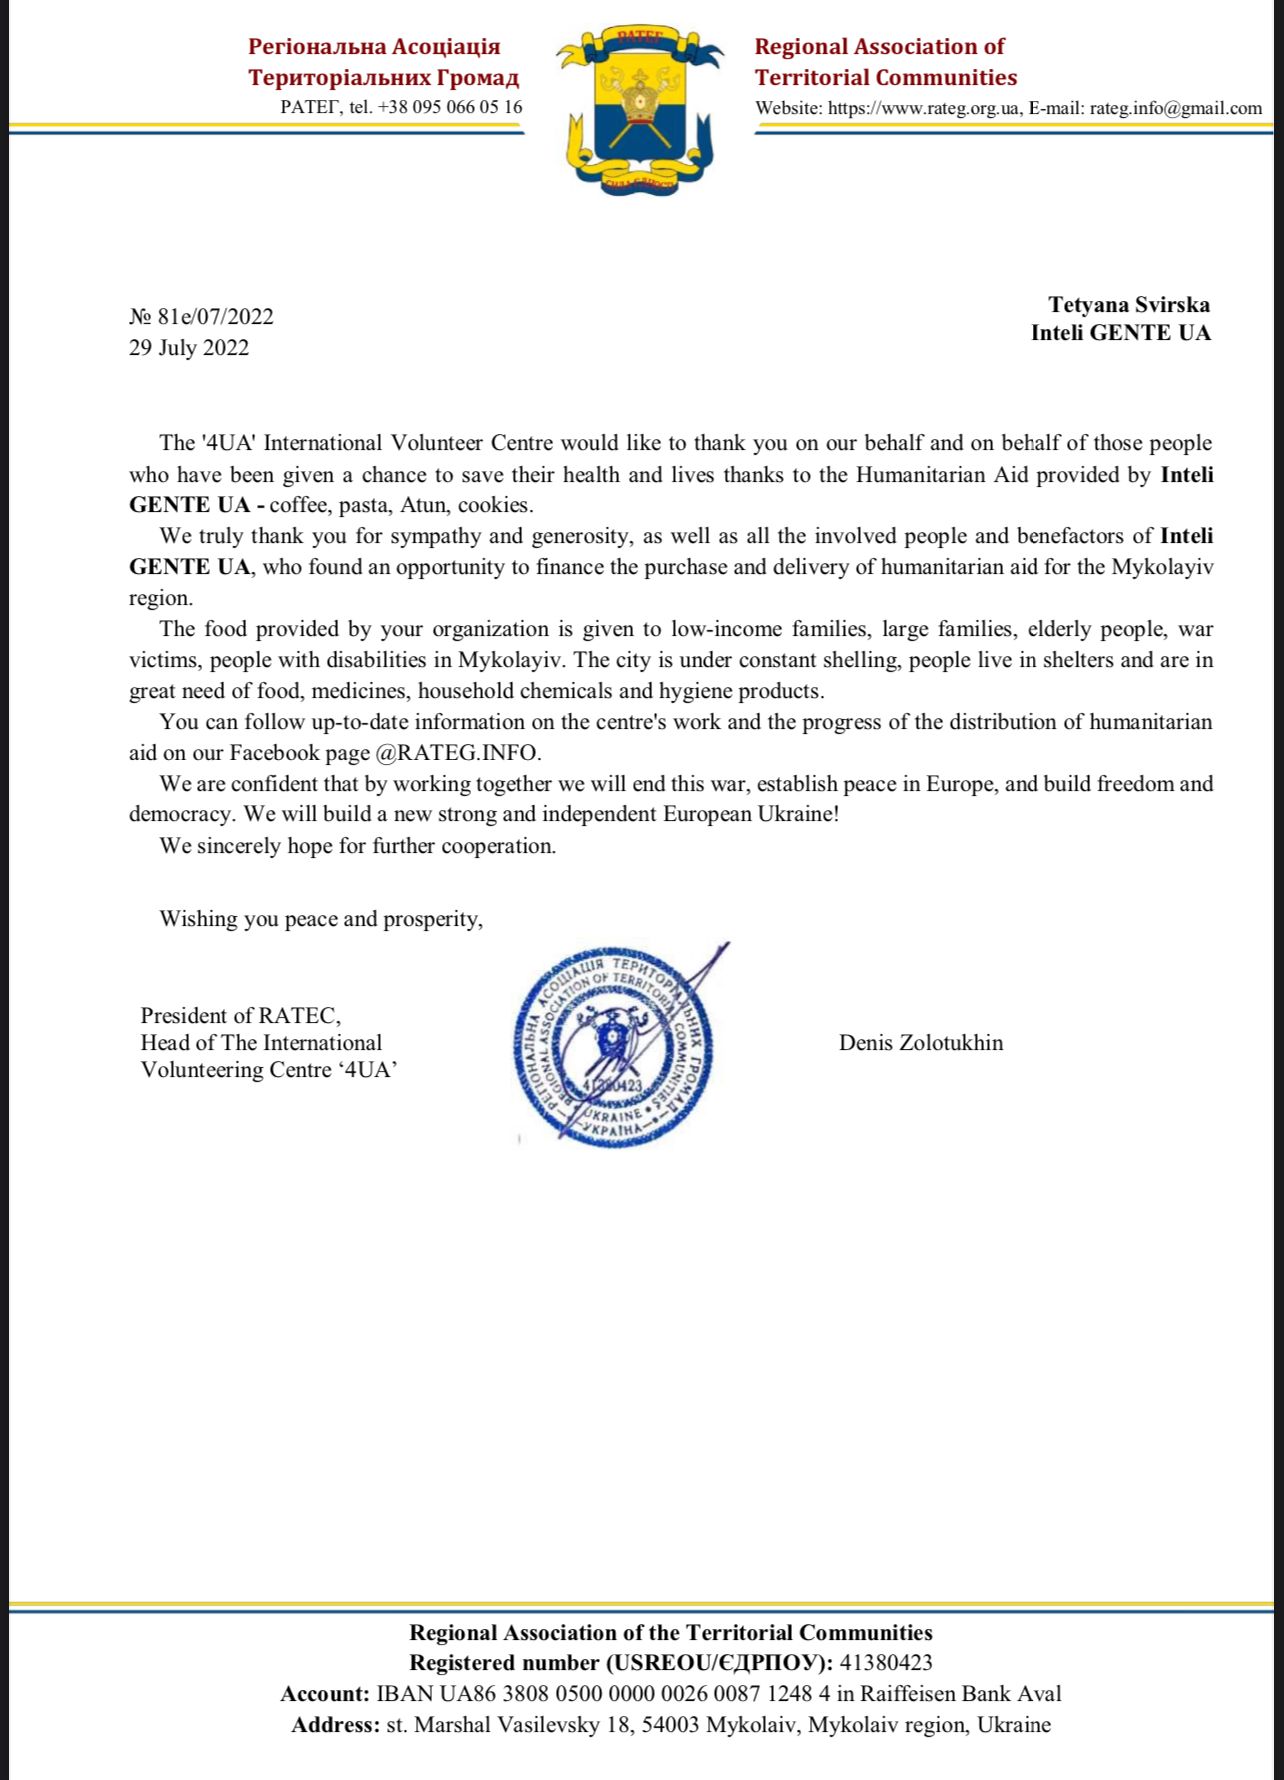 Регіональна Асоціація
Територіальних Громад
РАТЕГ, tel. +38 095 066 05 16
РАТЕГ
СИЛА ЄДНОСТІ
Regional Association of
Territorial Communities
Website: https://www.rateg.org.ua, E-mail: rateg.info@gmail.com
№ 81e/07/2022
29 July 2022
Tetyana Svirska
Inteli GENTE UA
The '4UA' International Volunteer Centre would like to thank you on our behalf and on behalf of those people
who have been given a chance to save their health and lives thanks to the Humanitarian Aid provided by Inteli
GENTE UA - coffee, pasta, Atun, cookies.
We truly thank you for sympathy and generosity, as well as all the involved people and benefactors of Inteli
GENTE UA, who found an opportunity to finance the purchase and delivery of humanitarian aid for the Mykolayiv
region.
The food provided by your organization is given to low-income families, large families, elderly people, war
victims, people with disabilities in Mykolayiv. The city is under constant shelling, people live in shelters and are in
great need of food, medicines, household chemicals and hygiene products.
You can follow up-to-date information on the centre's work and the progress of the distribution of humanitarian
aid on our Facebook page @RATEG.INFO.
We are confident that by working together we will end this war, establish peace in Europe, and build freedom and
democracy. We will build a new strong and independent European Ukraine!
We sincerely hope for further cooperation.
Wishing you peace and prosperity,
President of RATEC,
Head of The International
Volunteering Centre ‘4UA’
РЕГІОНАЛЬНА АСОЦІАЦІЯ ТЕРИТОРІАЛЬНИХ ГРОМАД
REGIONAL ASSOCIATION OF TERRITORIAL COMMUNITIES
41380423
UKRAINE
УКРАЇНА
Denis Zolotukhin
Regional Association of the Territorial Communities
Registered number (USREOU/ЄДРПОУ): 41380423
Account: IBAN UA86 3808 0500 0000 0026 0087 1248 4 in Raiffeisen Bank Aval
Address: st. Marshal Vasilevsky 18, 54003 Mykolaiv, Mykolaiv region, Ukraine